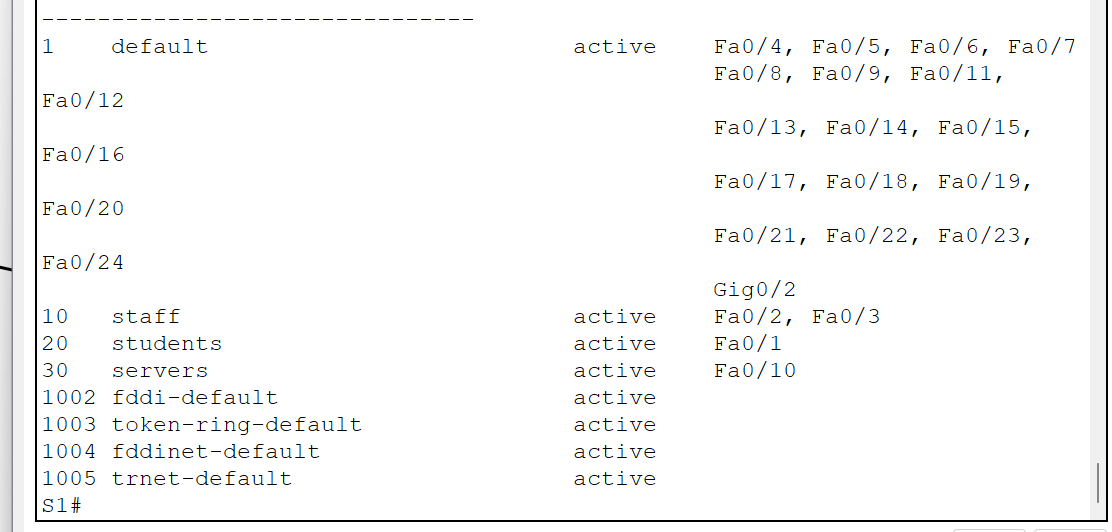 -------------------------------
1    default                          active    Fa0/4, Fa0/5, Fa0/6, Fa0/7
                                                Fa0/8, Fa0/9, Fa0/11,
Fa0/12
                                                Fa0/13, Fa0/14, Fa0/15,
Fa0/16
                                                Fa0/17, Fa0/18, Fa0/19,
Fa0/20
                                                Fa0/21, Fa0/22, Fa0/23,
Fa0/24
                                                Gig0/2
10   staff                            active    Fa0/2, Fa0/3
20   students                         active    Fa0/1
30   servers                          active    Fa0/10
1002 fddi-default                     active
1003 token-ring-default               active
1004 fddinet-default                  active
1005 trnet-default                    active
S1#